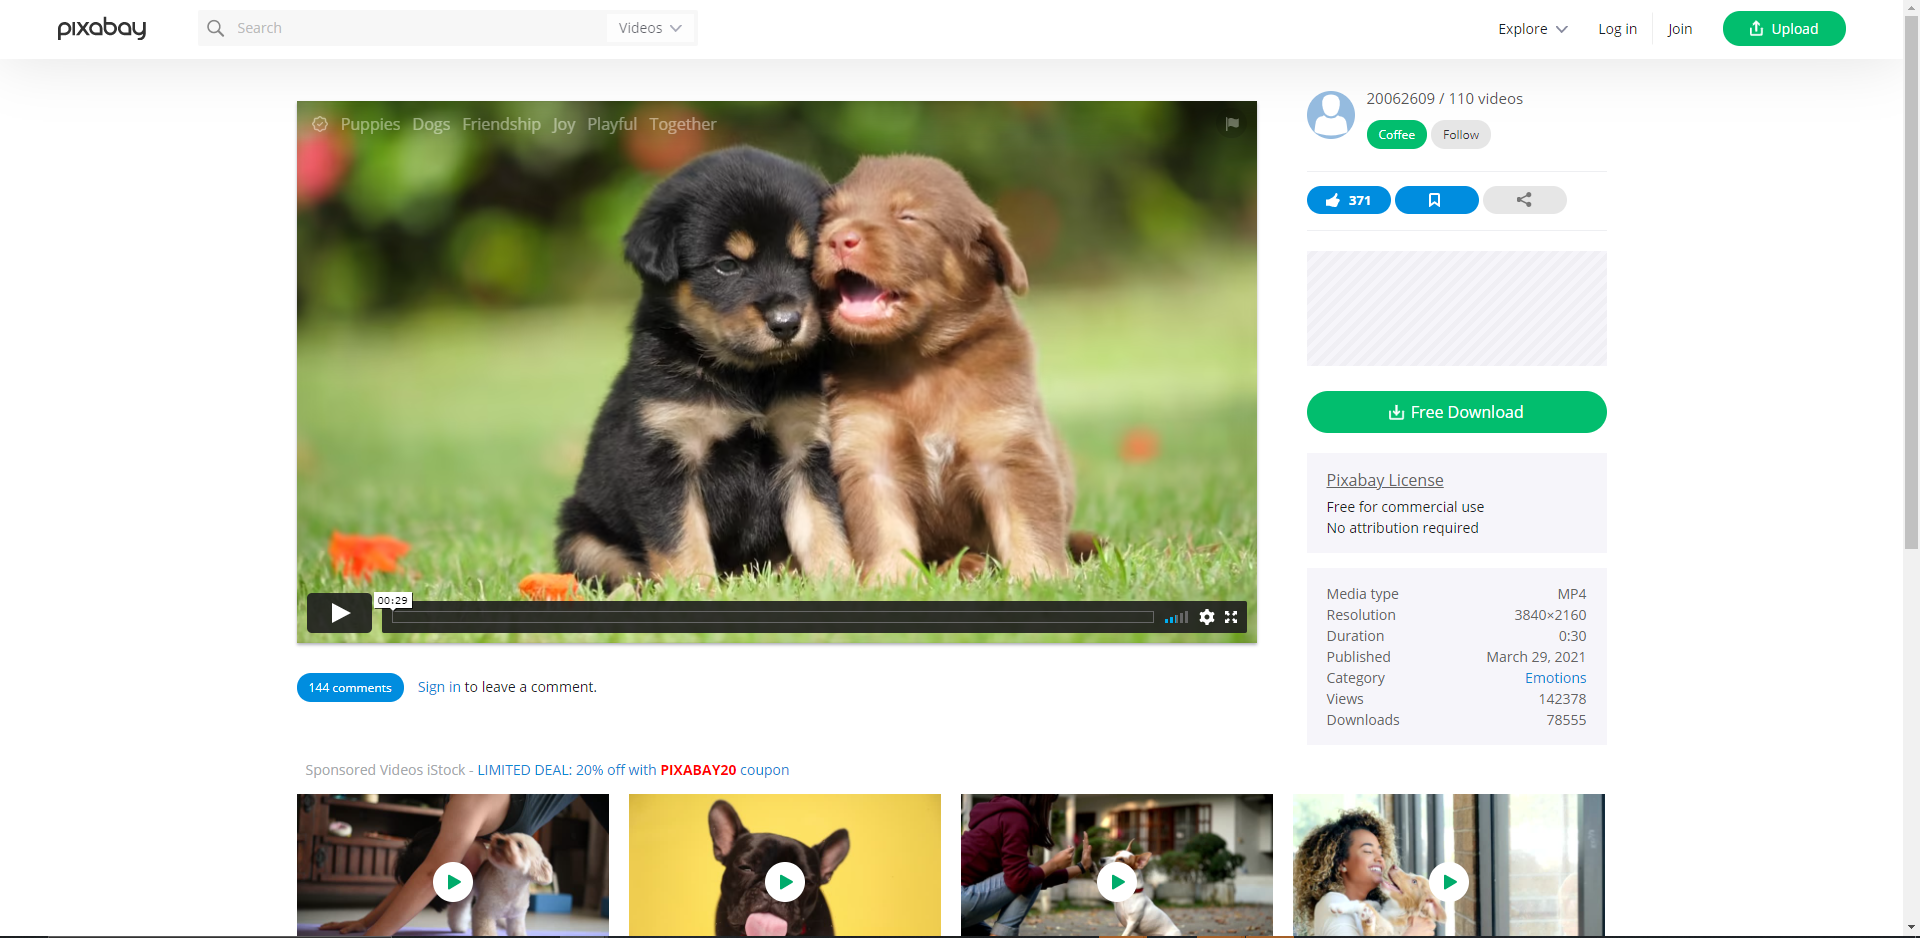 pixabay
Search
Videos
Explore
Log in
Join
Upload
Puppies Dogs Friendship Joy Playful Together
00:29
20062609 / 110 videos
Coffee
Follow
371
Free Download
Pixabay License
Free for commercial use
No attribution required
Media type MP4
Resolution 3840×2160
Duration 0:30
Published March 29, 2021
Category Emotions
Views 142378
Downloads 78555
144 comments
Sign in to leave a comment.
Sponsored Videos iStock - LIMITED DEAL: 20% off with PIXABAY20 coupon